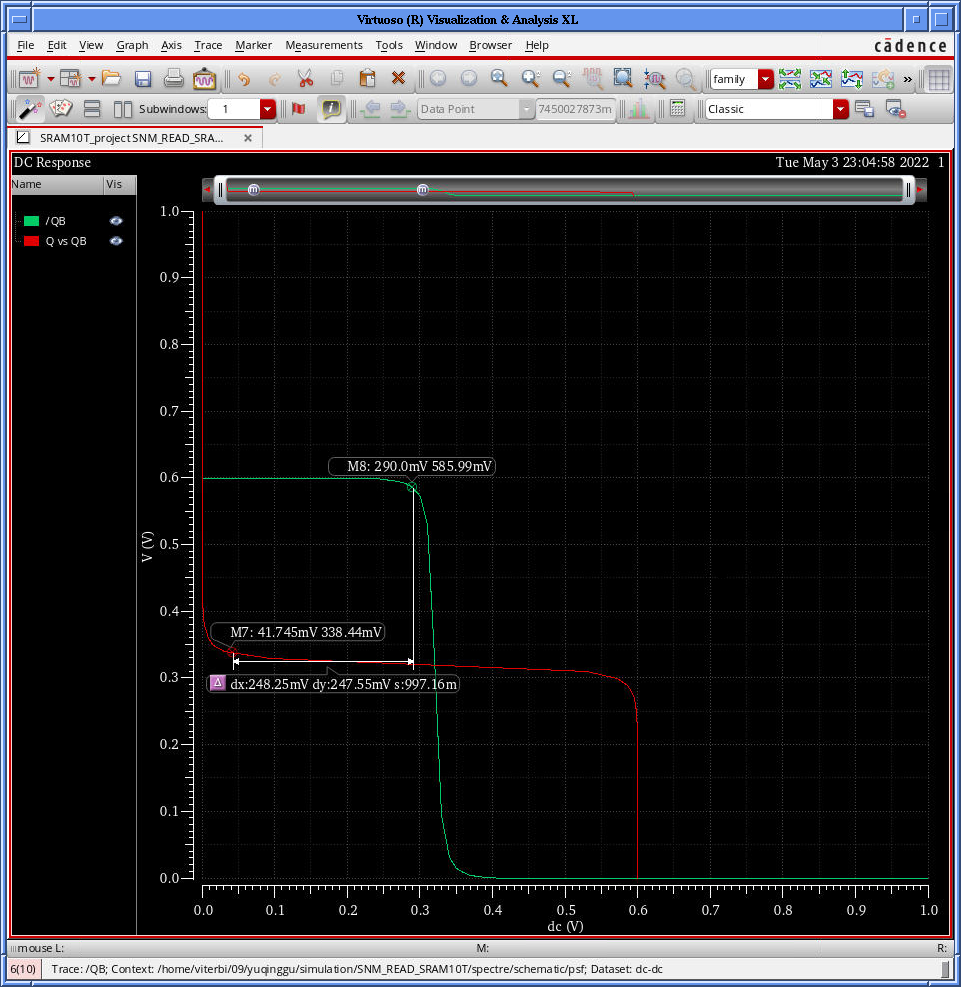 Virtuoso (R) Visualization & Analysis XL
File Edit View Graph Axis Trace Marker Measurements Tools Window Browser Help
cādence
family
»
Subwindows: 1
Data Point
7450027873m
Classic
SRAM10T_project SNM_READ_SRA...
DC Response
Tue May 3 23:04:58 2022 1
Name Vis
/QB
Q vs QB
m
m
1.0
0.9
0.8
0.7
0.6
0.5
0.4
0.3
0.2
0.1
0.0
V (V)
M8: 290.0mV 585.99mV
M7: 41.745mV 338.44mV
Δ dx:248.25mV dy:247.55mV s:997.16m
0.0 0.1 0.2 0.3 0.4 0.5 0.6 0.7 0.8 0.9 1.0
dc (V)
mouse L: M: R:
6(10) Trace: /QB; Context: /home/viterbi/09/yuqinggu/simulation/SNM_READ_SRAM10T/spectre/schematic/psf; Dataset: dc-dc